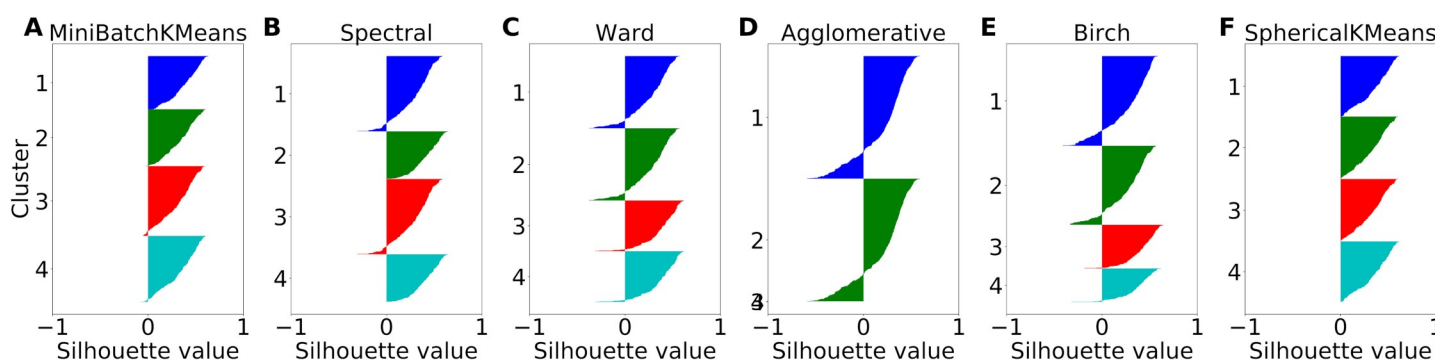 A MiniBatchKMeans
B Spectral
C Ward
D Agglomerative
E Birch
F SphericalKMeans
Cluster
1
2
3
4
−1 0 1
Silhouette value
1
2
3
4
−1 0 1
Silhouette value
1
2
3
4
−1 0 1
Silhouette value
1
2
3
4
−1 0 1
Silhouette value
1
2
3
4
−1 0 1
Silhouette value
1
2
3
4
−1 0 1
Silhouette value